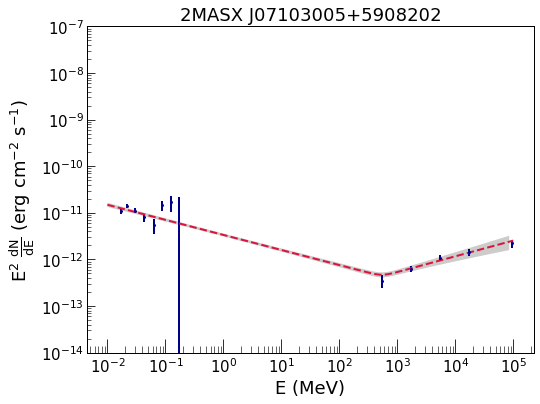 2MASX J07103005+5908202
E² dN/dE (erg cm⁻² s⁻¹)
10⁻⁷
10⁻⁸
10⁻⁹
10⁻¹⁰
10⁻¹¹
10⁻¹²
10⁻¹³
10⁻¹⁴
10⁻² 10⁻¹ 10⁰ 10¹ 10² 10³ 10⁴ 10⁵
E (MeV)